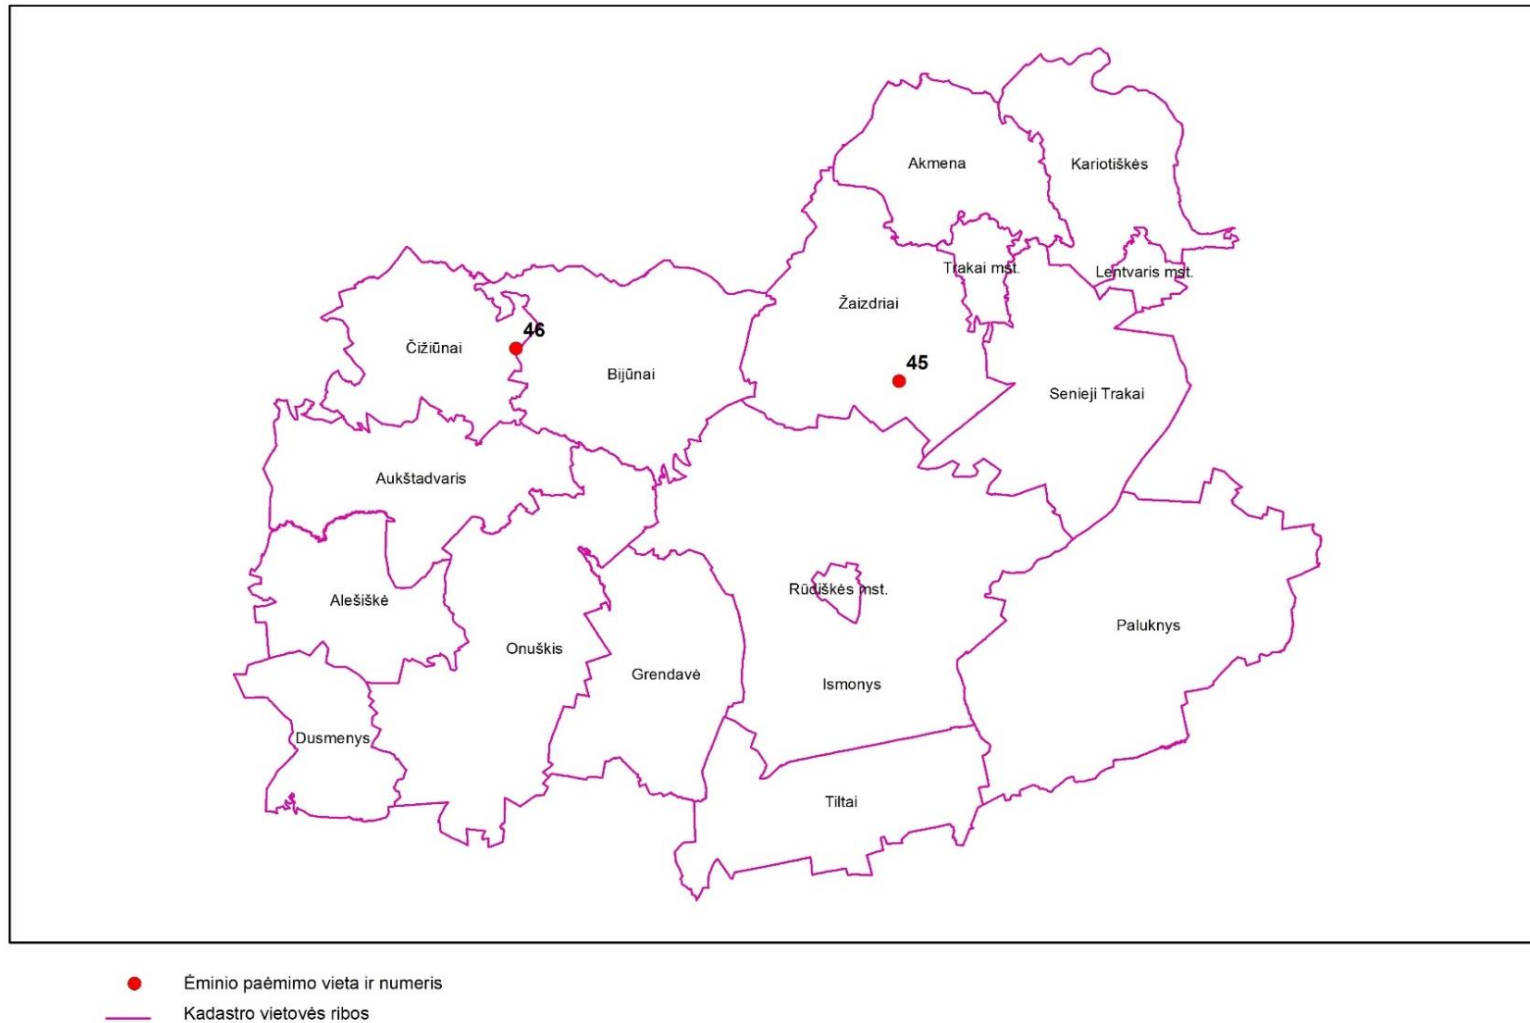 Akmena
Kariotiškės
Trakai mst.
Lentvaris mst.
Žaizdriai
46
Čižiūnai
45
Bijūnai
Senieji Trakai
Aukštadvaris
Rūdiškės mst.
Alešiškė
Paluknys
Onuškis
Grendavė
Ismonys
Dusmenys
Tiltai
Ėminio paėmimo vieta ir numeris
Kadastro vietovės ribos